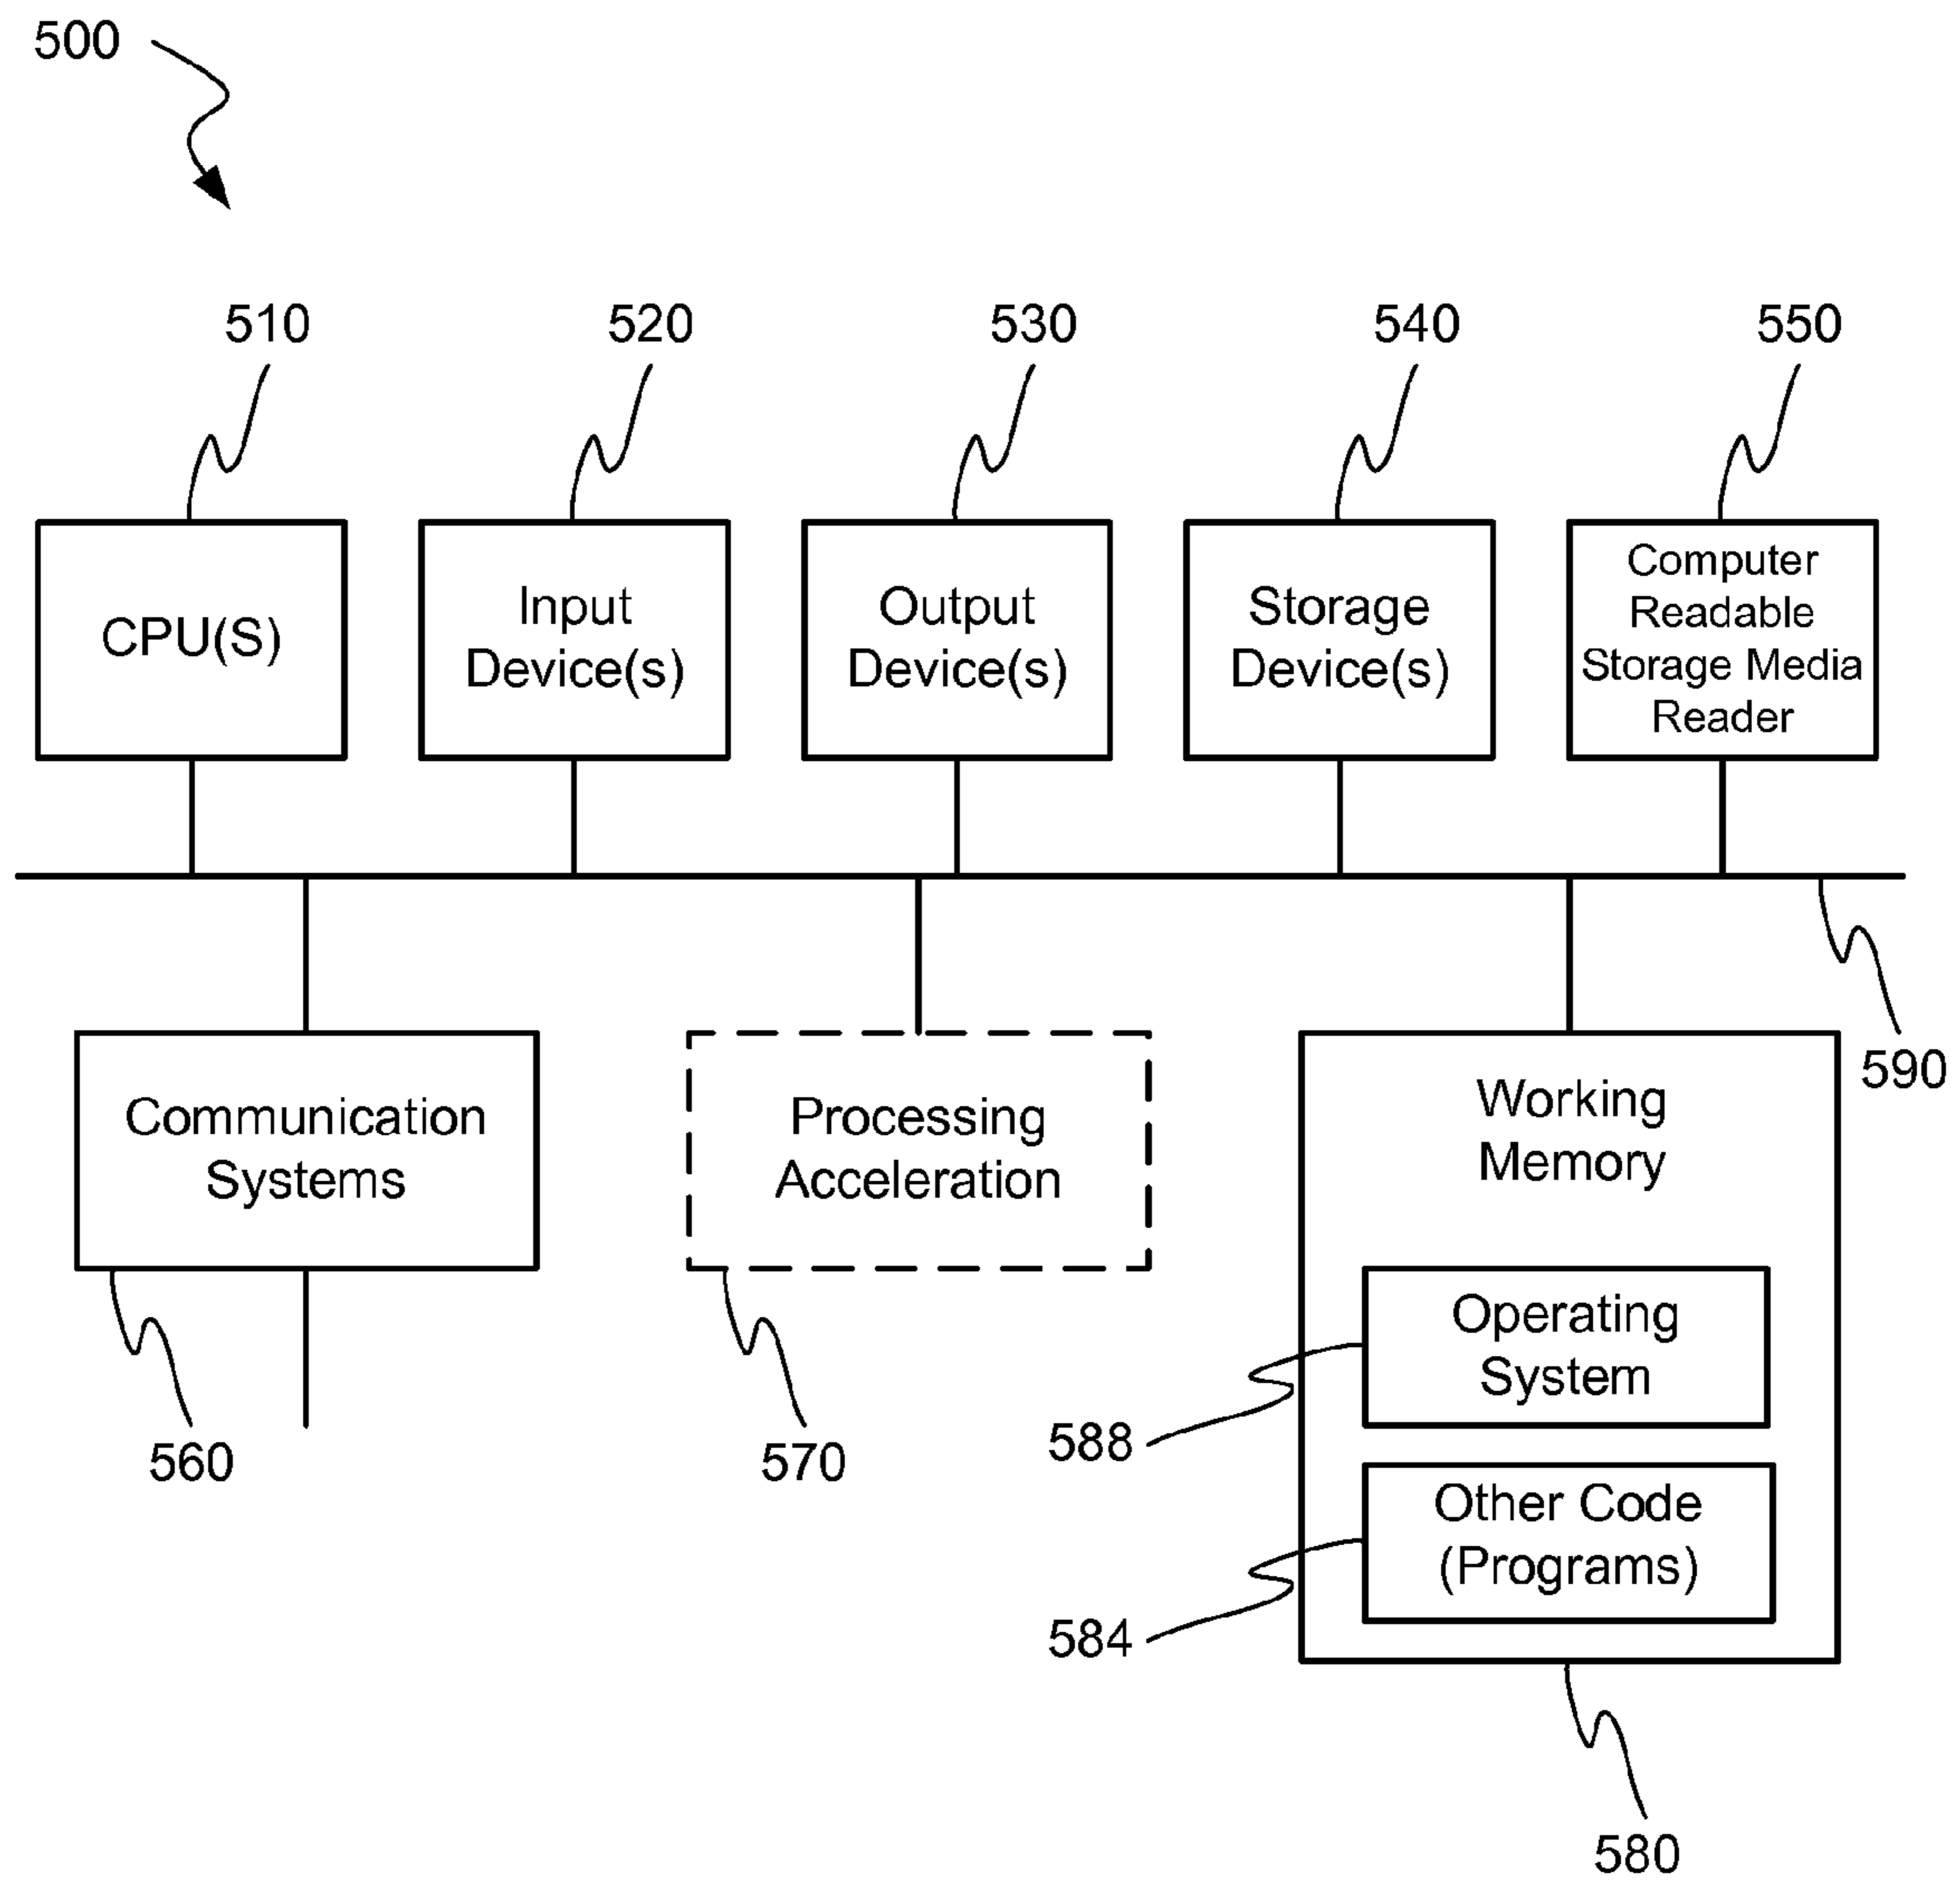 500
510
520
530
540
550
CPU(S)
Input
Device(s)
Output
Device(s)
Storage
Device(s)
Computer
Readable
Storage Media
Reader
590
Communication
Systems
560
Processing
Acceleration
570
Working
Memory
Operating
System
588
Other Code
(Programs)
584
580